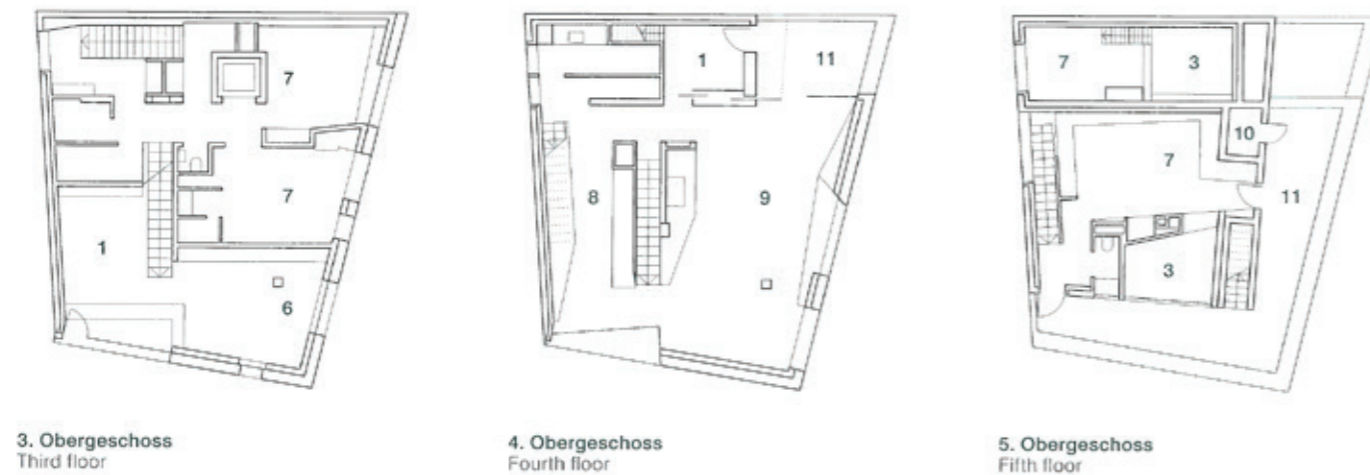 7
7
1
6
1
11
8
9
7
3
10
7
11
3
3. Obergeschoss
Third floor
4. Obergeschoss
Fourth floor
5. Obergeschoss
Fifth floor